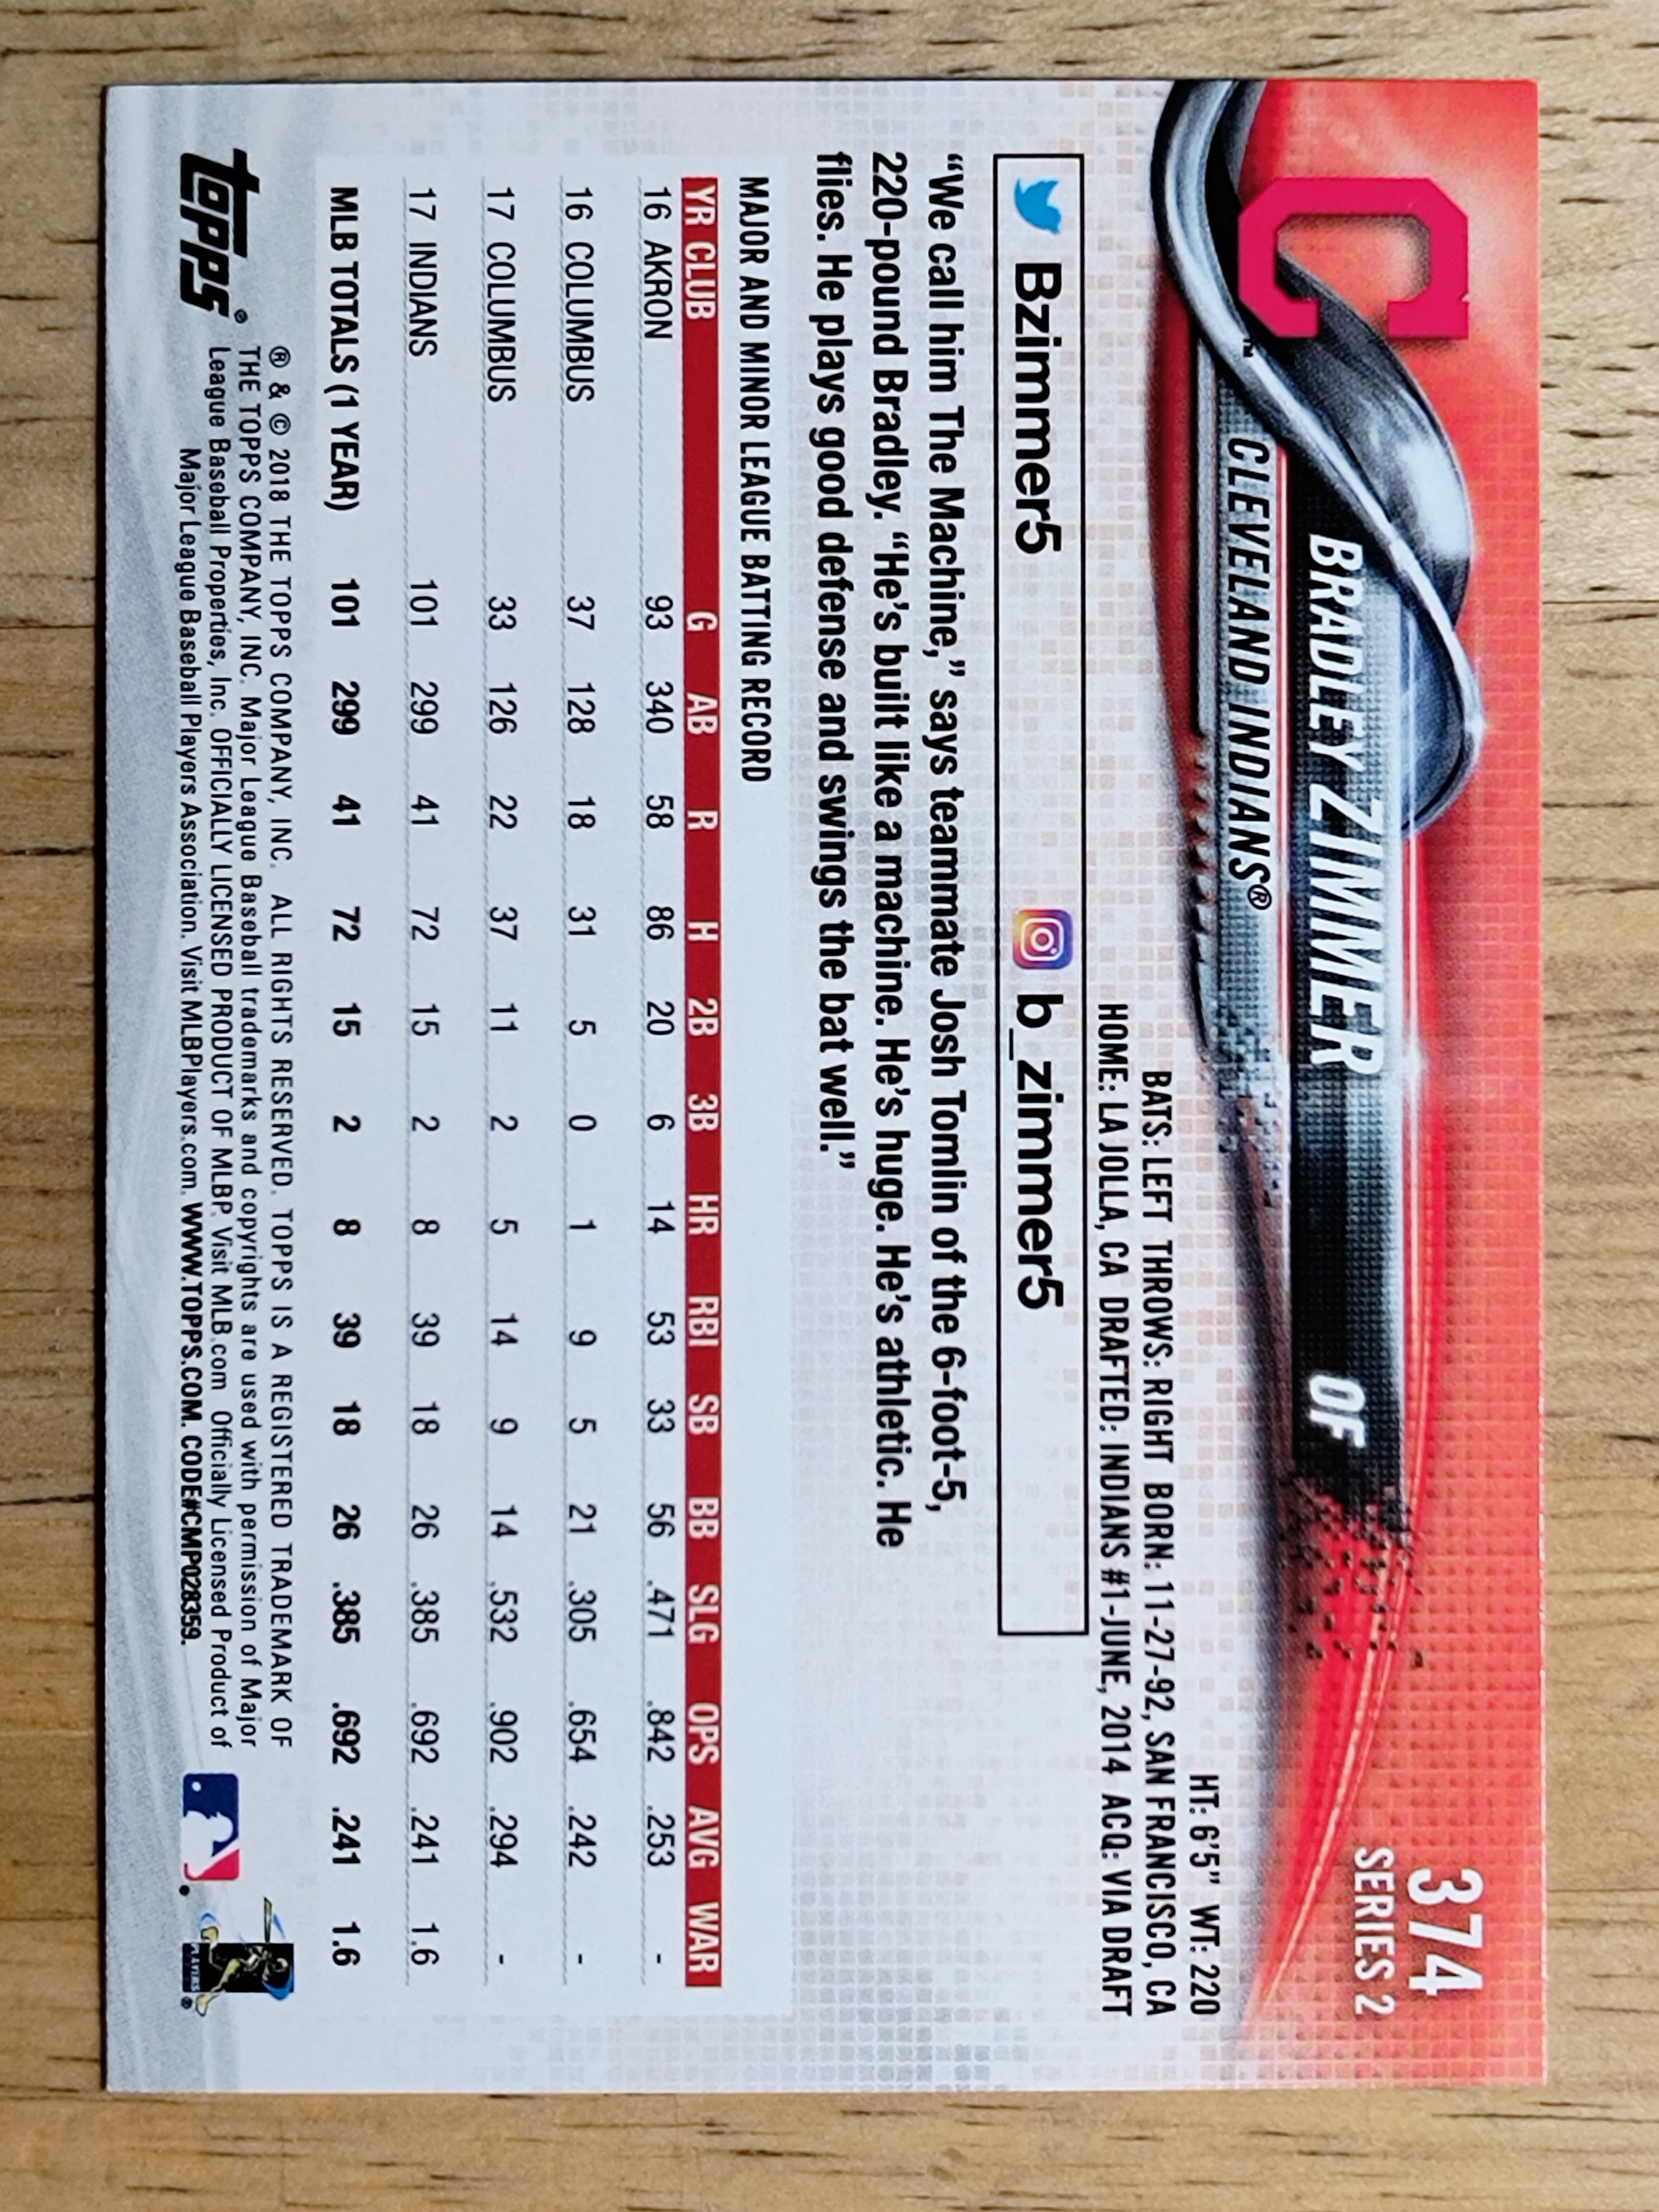 374
SERIES 2
C
™
BRADLEY ZIMMER OF
CLEVELAND INDIANS®
HT: 6'5" WT: 220
BATS: LEFT THROWS: RIGHT BORN: 11-27-92, SAN FRANCISCO, CA
HOME: LA JOLLA, CA DRAFTED: INDIANS #1-JUNE, 2014 ACQ: VIA DRAFT
Bzimmer5 b_zimmer5
“We call him The Machine,” says teammate Josh Tomlin of the 6-foot-5,
220-pound Bradley. “He’s built like a machine. He’s huge. He’s athletic. He
flies. He plays good defense and swings the bat well.”
MAJOR AND MINOR LEAGUE BATTING RECORD
YR CLUB G AB R H 2B 3B HR RBI SB BB SLG OPS AVG WAR
16 AKRON 93 340 58 86 20 6 14 53 33 56 .471 .842 .253 -
16 COLUMBUS 37 128 18 31 5 0 1 9 5 21 .305 .654 .242 -
17 COLUMBUS 33 126 22 37 11 2 5 14 9 14 .532 .902 .294 -
17 INDIANS 101 299 41 72 15 2 8 39 18 26 .385 .692 .241 1.6
MLB TOTALS (1 YEAR) 101 299 41 72 15 2 8 39 18 26 .385 .692 .241 1.6
topps®
® & © 2018 THE TOPPS COMPANY, INC. ALL RIGHTS RESERVED. TOPPS IS A REGISTERED TRADEMARK OF
THE TOPPS COMPANY, INC. Major League Baseball trademarks and copyrights are used with permission of Major
League Baseball Properties, Inc. OFFICIALLY LICENSED PRODUCT OF MLBP. Visit MLB.com Officially Licensed Product of
Major League Baseball Players Association. Visit MLBPlayers.com. WWW.TOPPS.COM. CODE#CMP028359.
PLAYERS ®